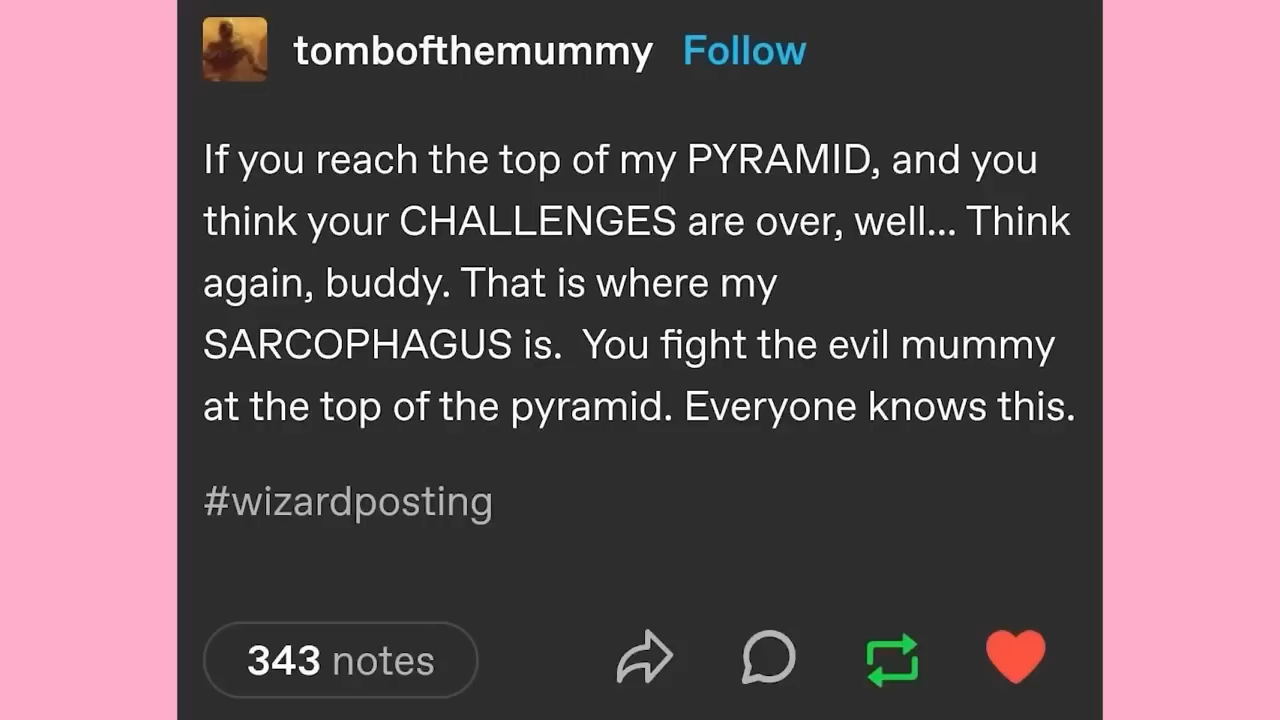 tombofthemummy Follow
If you reach the top of my PYRAMID, and you
think your CHALLENGES are over, well... Think
again, buddy. That is where my
SARCOPHAGUS is.  You fight the evil mummy
at the top of the pyramid. Everyone knows this.
#wizardposting
343 notes